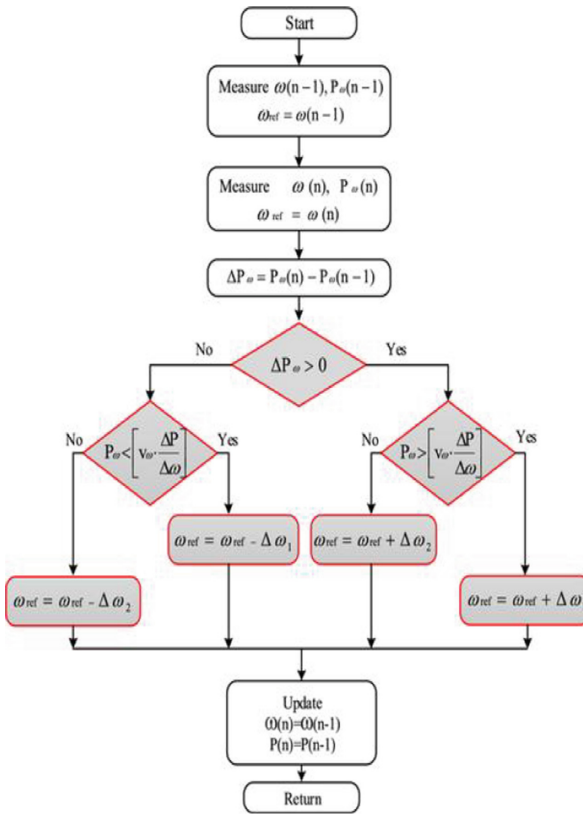 Start
Measure ω(n − 1), Pω(n − 1)
ωref = ω(n − 1)
Measure ω (n), P ω (n)
ω ref = ω (n)
ΔPω = Pω(n) − Pω(n − 1)
No
ΔPω > 0
Yes
No
Pω < [vω · ΔP/Δω]
Yes
No
Pω > [vω · ΔP/Δω]
Yes
ωref = ωref − Δω1
ωref = ωref + Δω2
ωref = ωref − Δω2
ωref = ωref + Δω
Update
ω(n)=ω(n-1)
P(n)=P(n-1)
Return